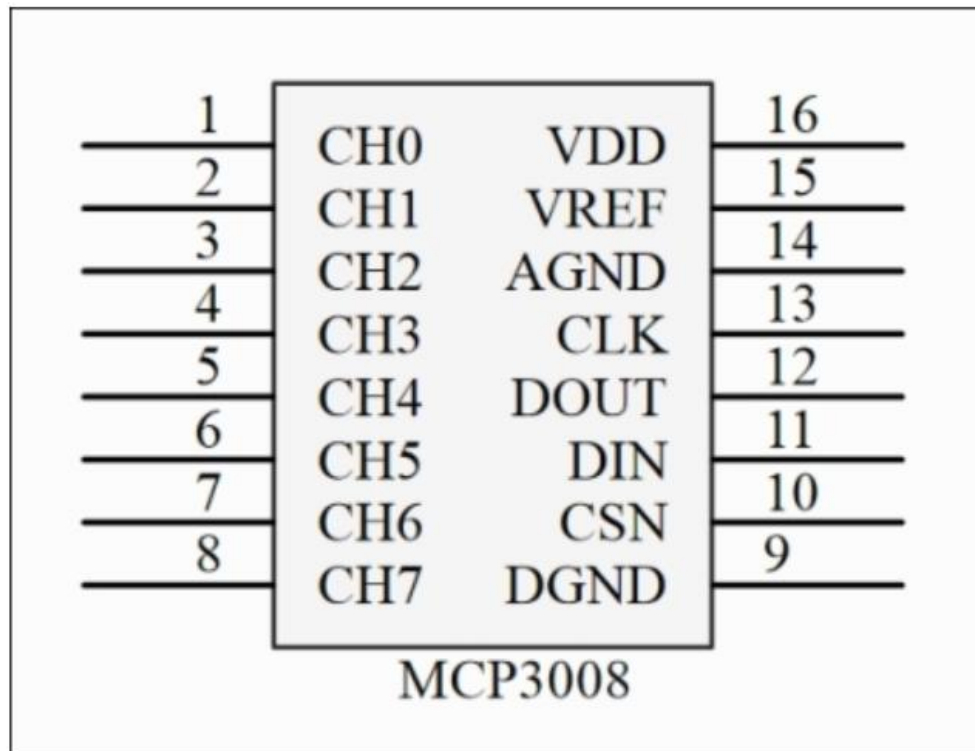 1 CH0 VDD 16
2 CH1 VREF 15
3 CH2 AGND 14
4 CH3 CLK 13
5 CH4 DOUT 12
6 CH5 DIN 11
7 CH6 CSN 10
8 CH7 DGND 9
MCP3008